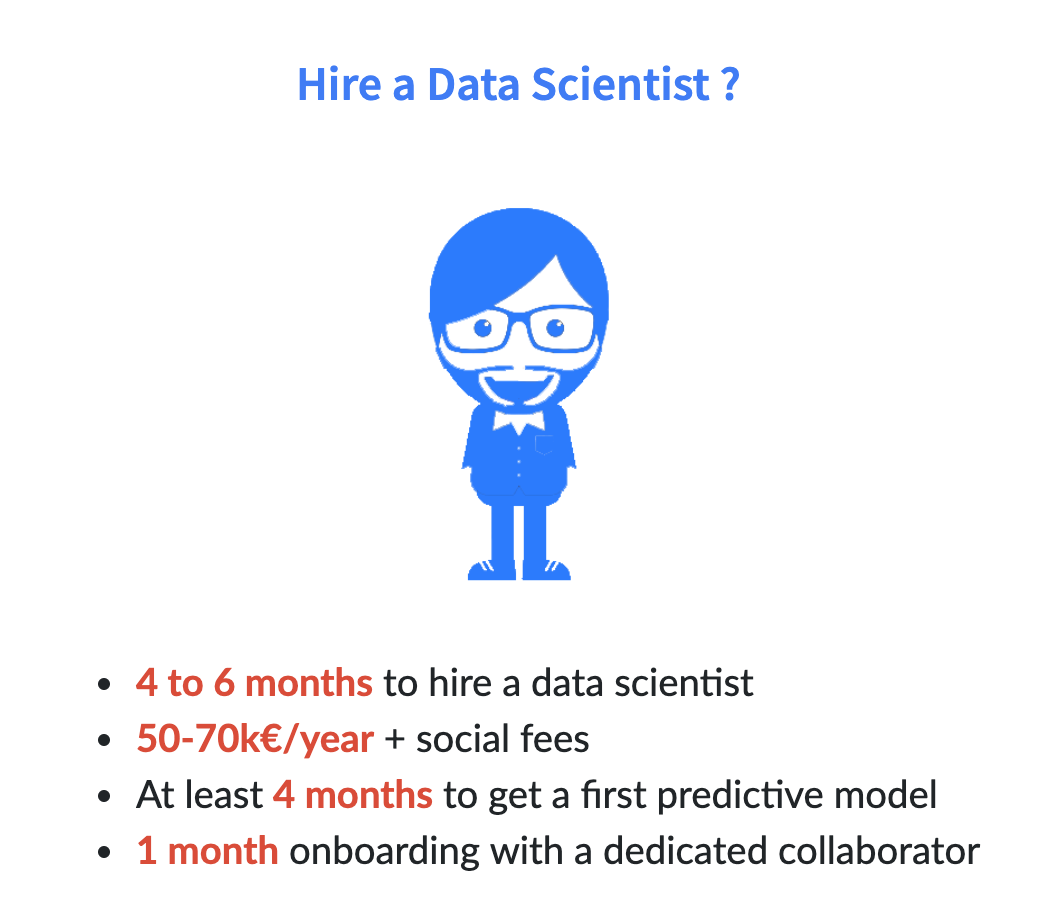 Hire a Data Scientist ?
• 4 to 6 months to hire a data scientist
• 50-70k€/year + social fees
• At least 4 months to get a first predictive model
• 1 month onboarding with a dedicated collaborator